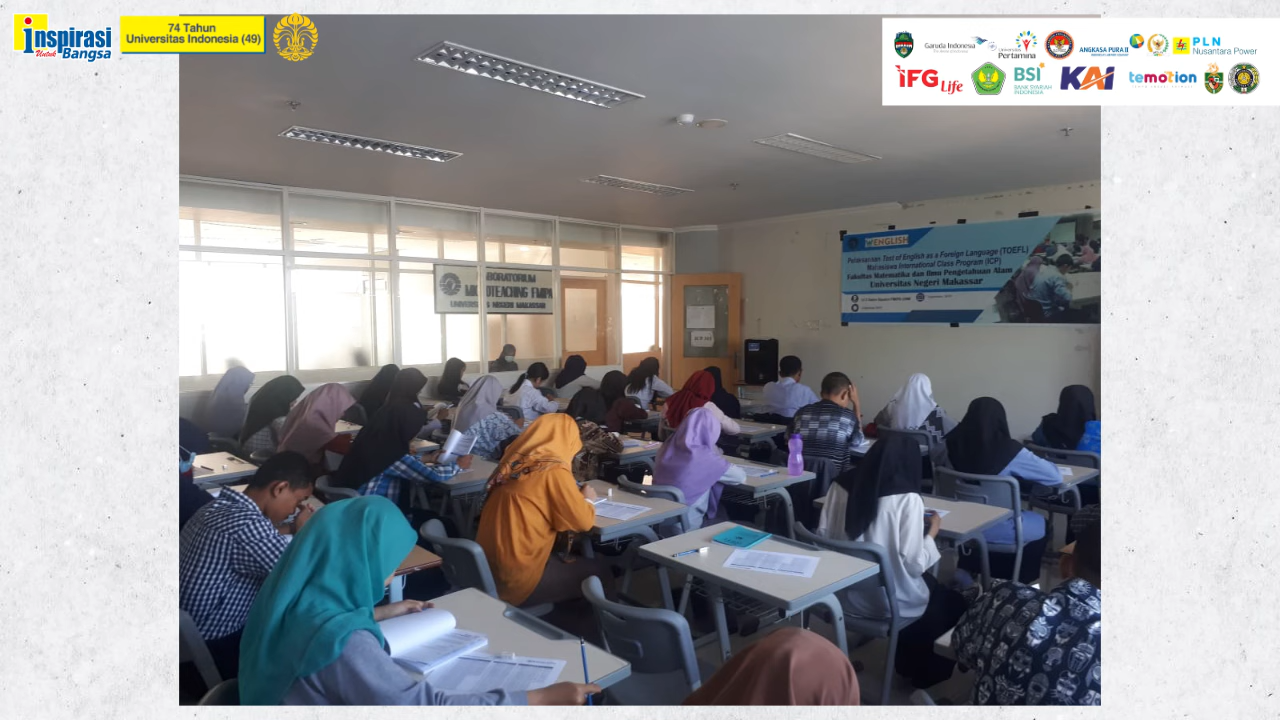 inspirasi
Untuk
Bangsa
74 Tahun
Universitas Indonesia (49)
Garuda Indonesia
Universitas
Pertamina
ANGKASA PURA II
PLN
Nusantara Power
IFG Life
BSI
BANK SYARIAH
INDONESIA
KAI
temotion
ENGLISH
Pelaksanaan Test of English as a Foreign Language (TOEFL)
Mahasiswa International Class Program (ICP)
Fakultas Matematika dan Ilmu Pengetahuan Alam
Universitas Negeri Makassar
LABORATORIUM
MICROTEACHING FMIPA
UNIVERSITAS NEGERI MAKASSAR